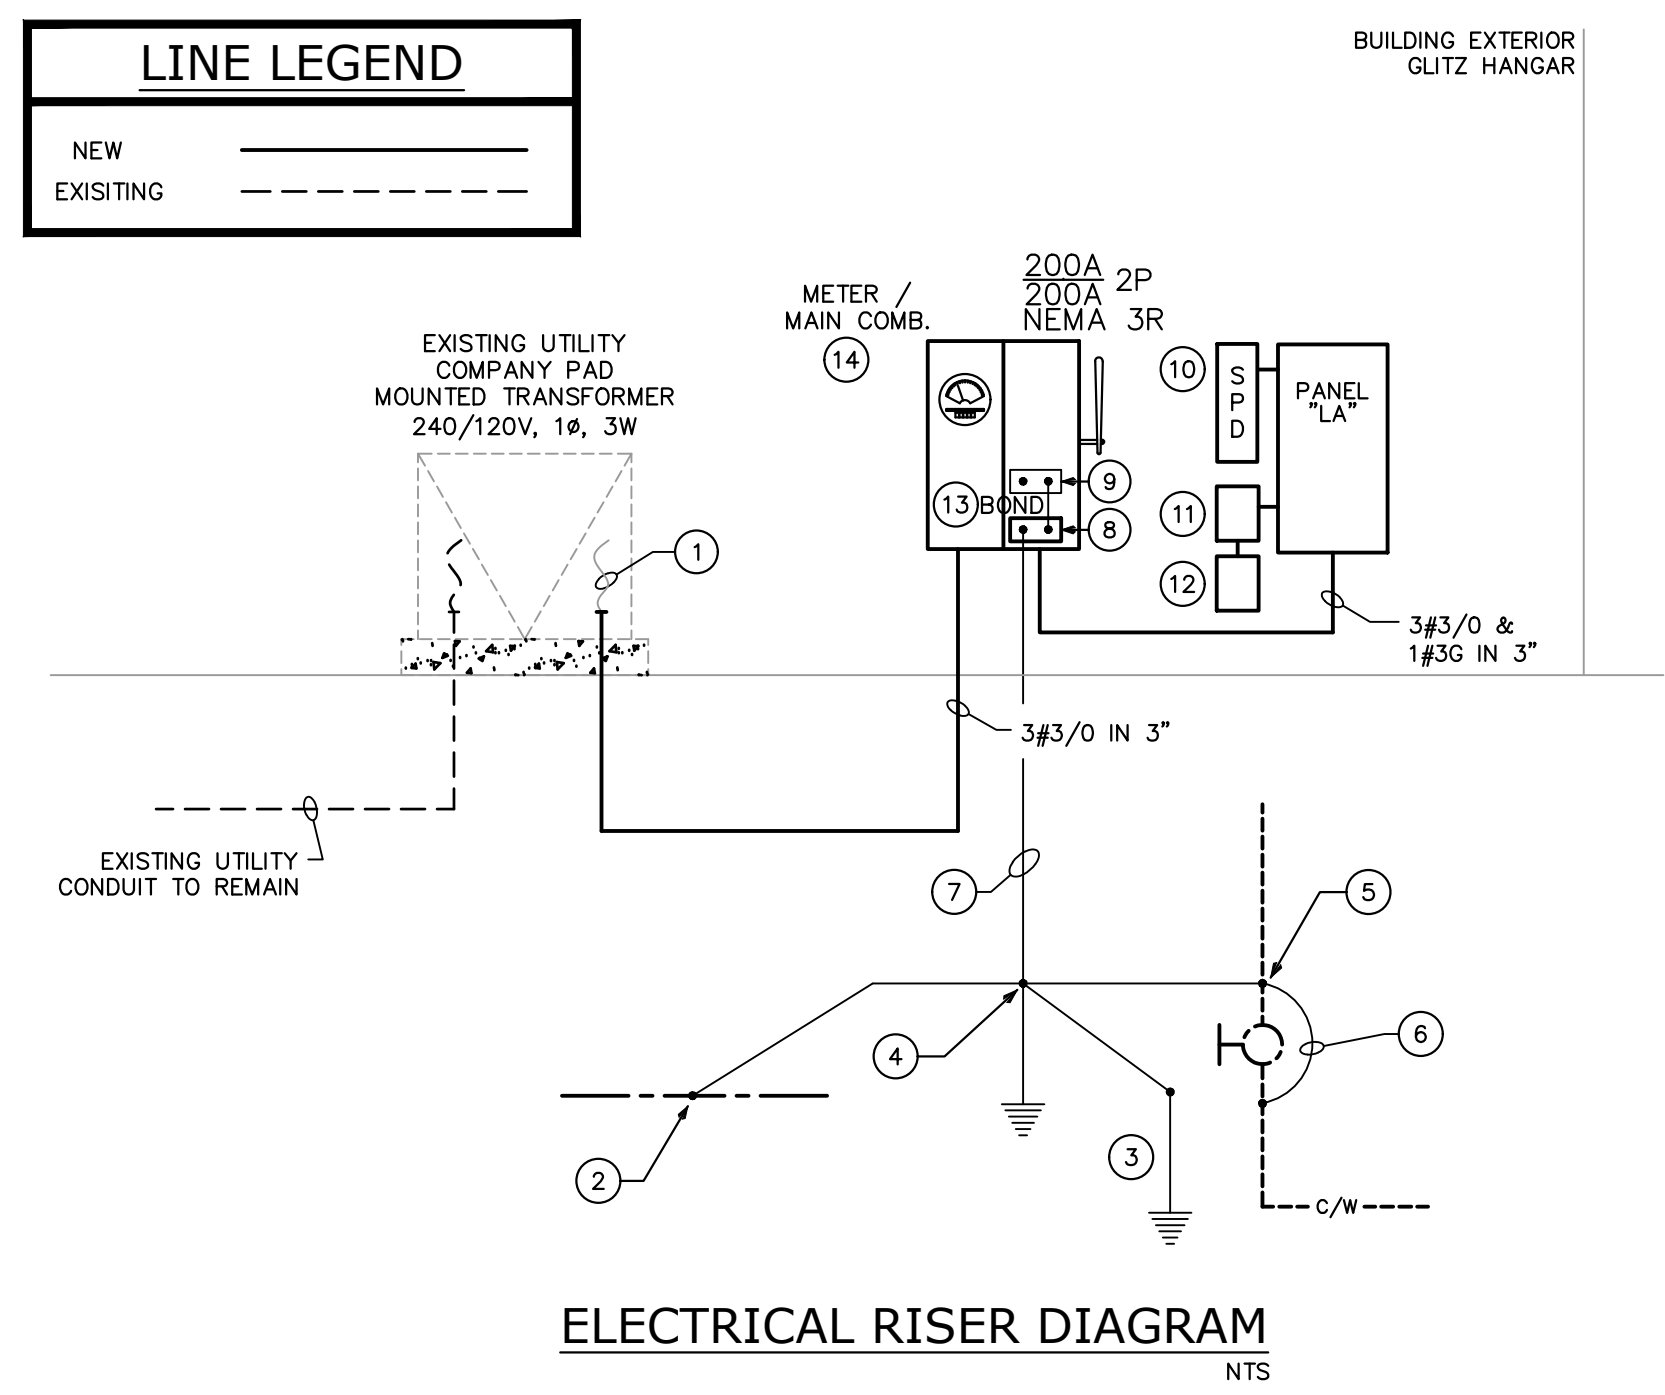 LINE LEGEND
NEW
EXISITING
BUILDING EXTERIOR
GLITZ HANGAR
200A
200A
2P
NEMA 3R
METER /
MAIN COMB.
14
EXISTING UTILITY
COMPANY PAD
MOUNTED TRANSFORMER
240/120V, 1ø, 3W
10
SPD
PANEL
"LA"
9
13 BOND
8
11
12
1
3#3/0 &
1#3G IN 3"
3#3/0 IN 3"
EXISTING UTILITY
CONDUIT TO REMAIN
7
5
6
4
3
2
C/W
ELECTRICAL RISER DIAGRAM
NTS